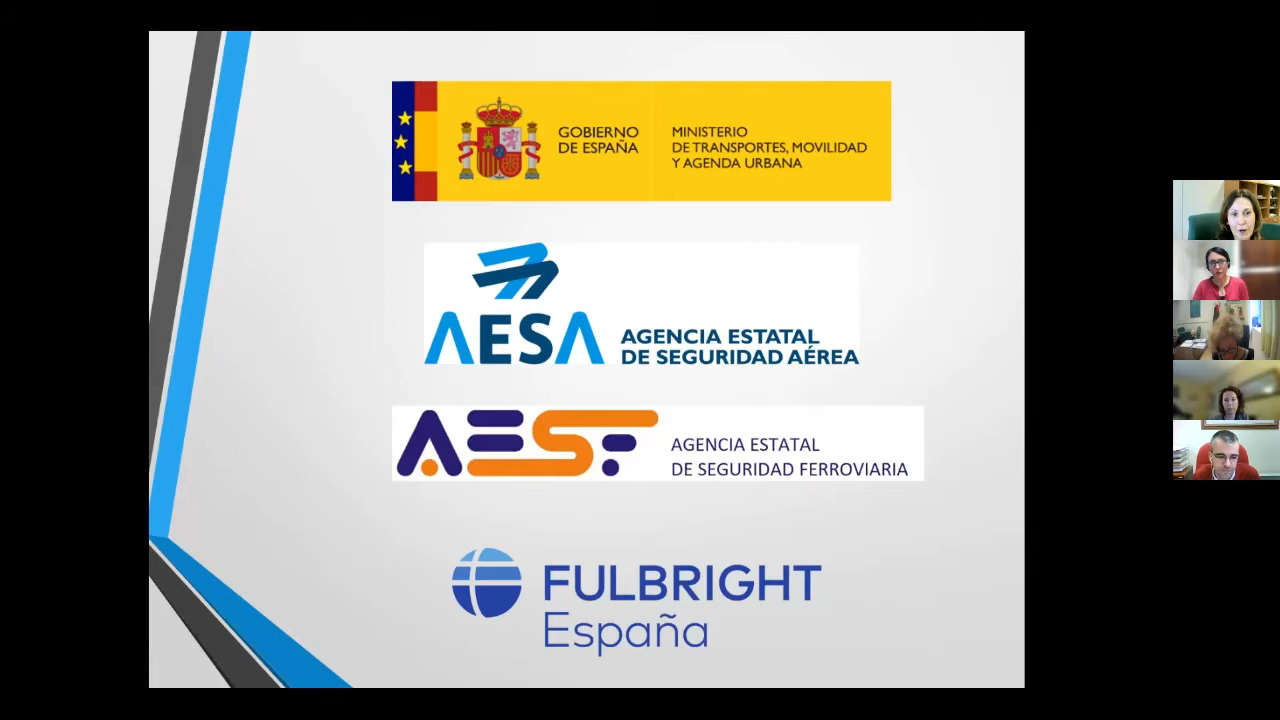 GOBIERNO
DE ESPAÑA
MINISTERIO
DE TRANSPORTES, MOVILIDAD
Y AGENDA URBANA
AESA
AGENCIA ESTATAL
DE SEGURIDAD AÉREA
AESF
AGENCIA ESTATAL
DE SEGURIDAD FERROVIARIA
FULBRIGHT
España